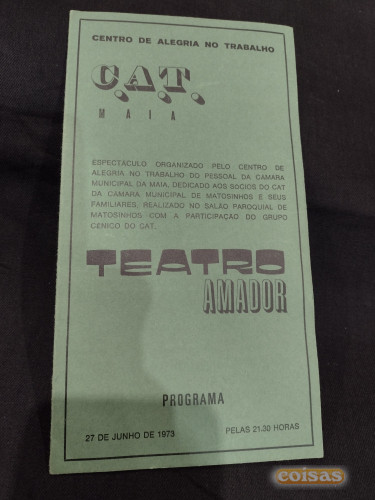 CENTRO DE ALEGRIA NO TRABALHO
C.A.T.
MAIA
ESPECTACULO ORGANIZADO PELO CENTRO DE
ALEGRIA NO TRABALHO DO PESSOAL DA CAMARA
MUNICIPAL DA MAIA, DEDICADO AOS SÓCIOS DO CAT
DA CAMARA MUNICIPAL DE MATOSINHOS E SEUS
FAMILIARES, REALIZADO NO SALÃO PAROQUIAL DE
MATOSINHOS COM A PARTICIPAÇÃO DO GRUPO
CENICO DO CAT.
TEATRO
AMADOR
PROGRAMA
27 DE JUNHO DE 1973 PELAS 21.30 HORAS
coisas